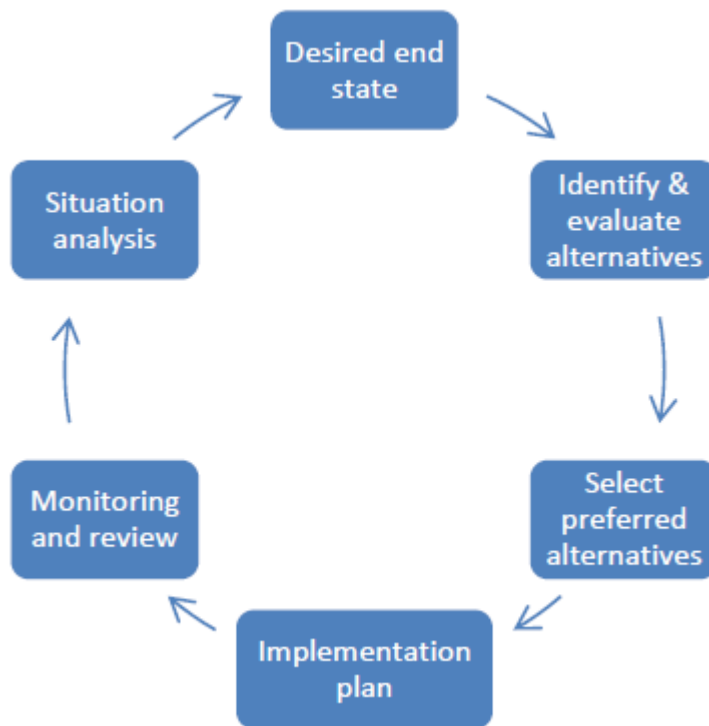 Desired end
state
Identify &
evaluate
alternatives
Select
preferred
alternatives
Implementation
plan
Monitoring
and review
Situation
analysis